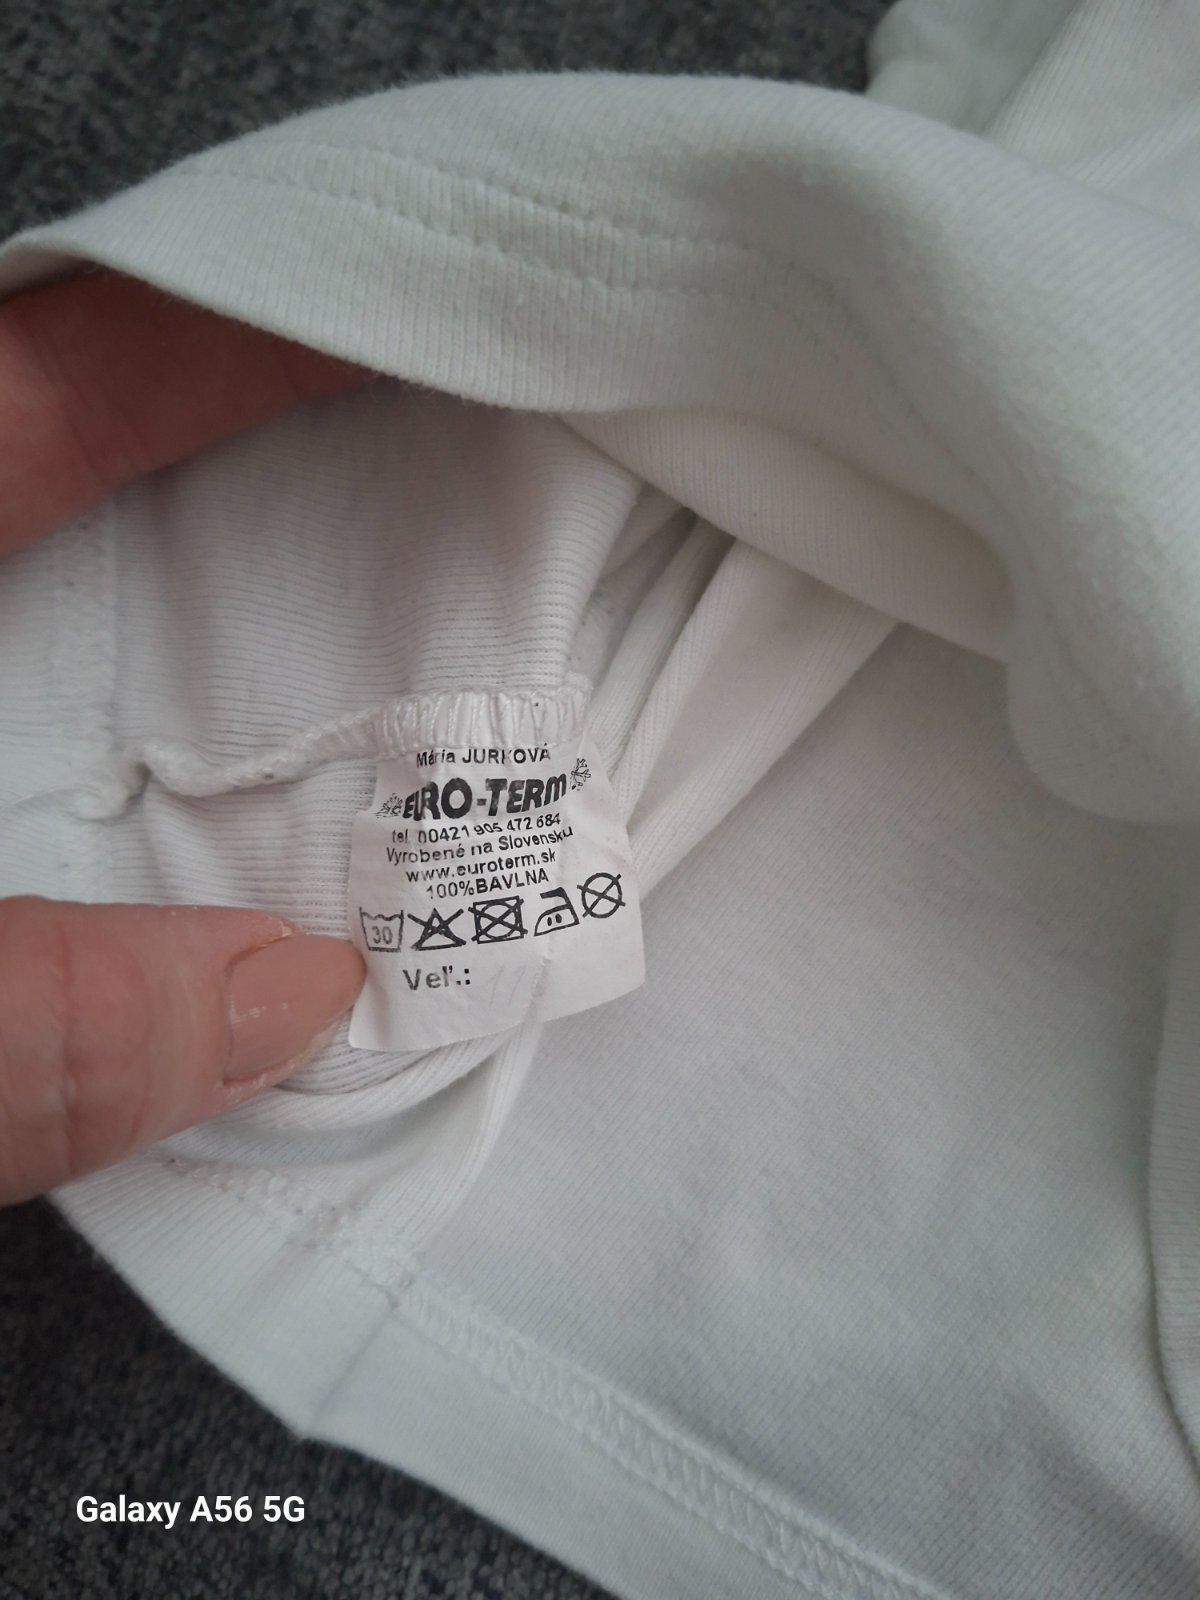 Mária JURKOVÁ
EURO-TERM
tel. 00421 905 472 684
Vyrobené na Slovensku
www.euroterm.sk
100%BAVLNA
30
Veľ.:
Galaxy A56 5G